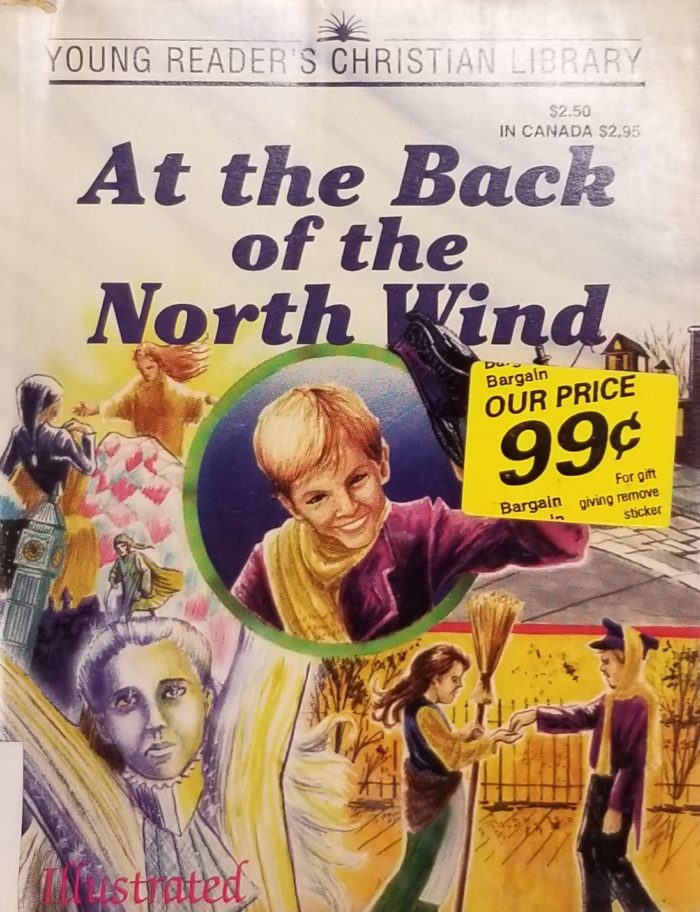 YOUNG READER'S CHRISTIAN LIBRARY
$2.50
IN CANADA $2.95
At the Back
of the
North Wind
Bargain
OUR PRICE
99¢
For gift
Bargain giving remove
sticker
Illustrated